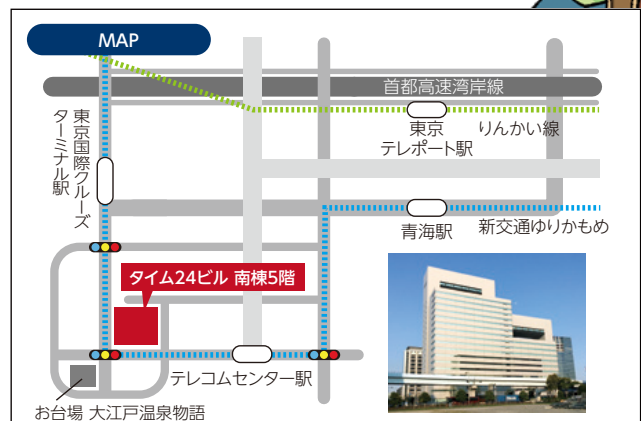 MAP
首都高速湾岸線
東京
テレポート駅
りんかい線
東京国際クルーズ
ターミナル駅
青海駅
新交通ゆりかもめ
タイム24ビル 南棟5階
テレコムセンター駅
お台場 大江戸温泉物語